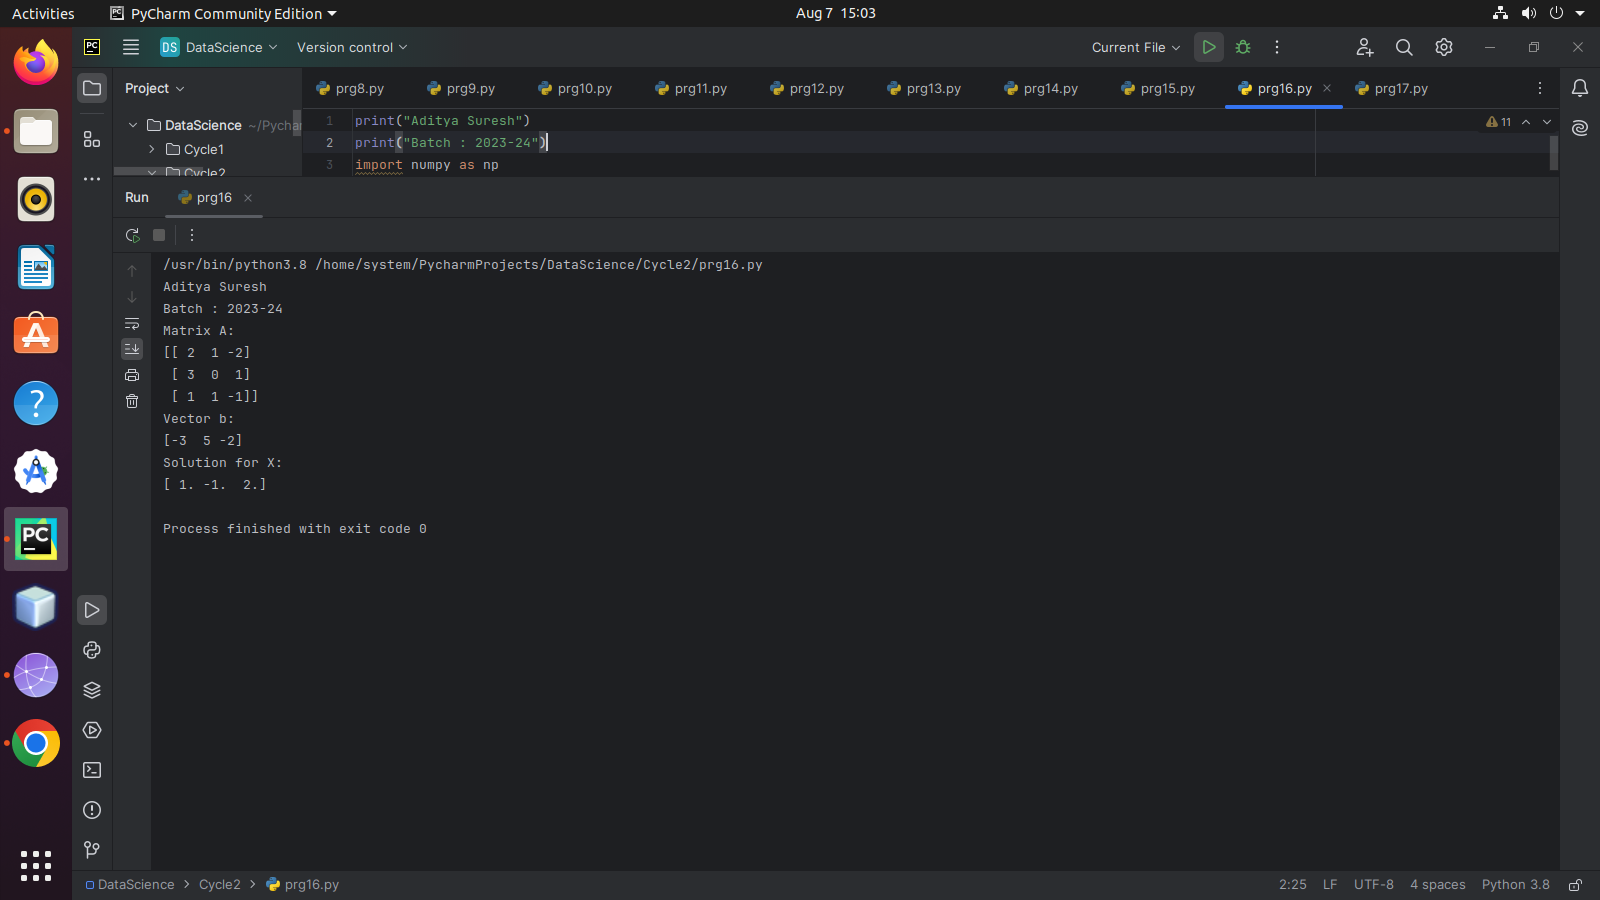 Activities PyCharm Community Edition Aug 7 15:03
PC DS DataScience Version control Current File
Project prg8.py prg9.py prg10.py prg11.py prg12.py prg13.py prg14.py prg15.py prg16.py prg17.py
DataScience ~/Pychar 1 print("Aditya Suresh") 11
Cycle1 2 print("Batch : 2023-24")
Cycle2 3 import numpy as np
Run prg16
/usr/bin/python3.8 /home/system/PycharmProjects/DataScience/Cycle2/prg16.py
Aditya Suresh
Batch : 2023-24
Matrix A:
[[ 2  1 -2]
 [ 3  0  1]
 [ 1  1 -1]]
Vector b:
[-3  5 -2]
Solution for X:
[ 1. -1.  2.]
Process finished with exit code 0
PC
DataScience > Cycle2 > prg16.py 2:25 LF UTF-8 4 spaces Python 3.8